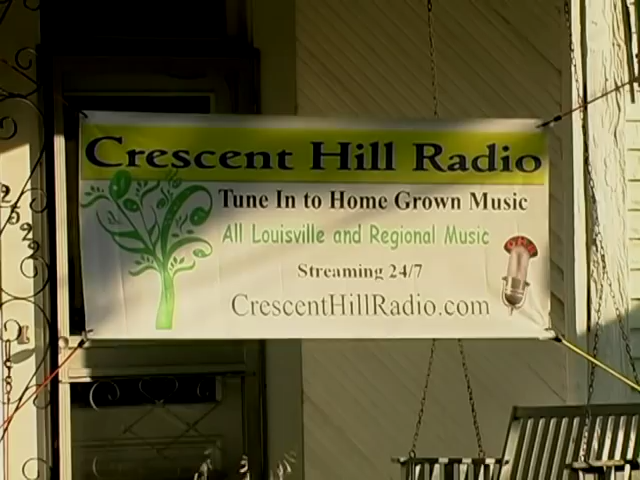 Crescent Hill Radio
Tune In to Home Grown Music
All Louisville and Regional Music
Streaming 24/7
CrescentHillRadio.com